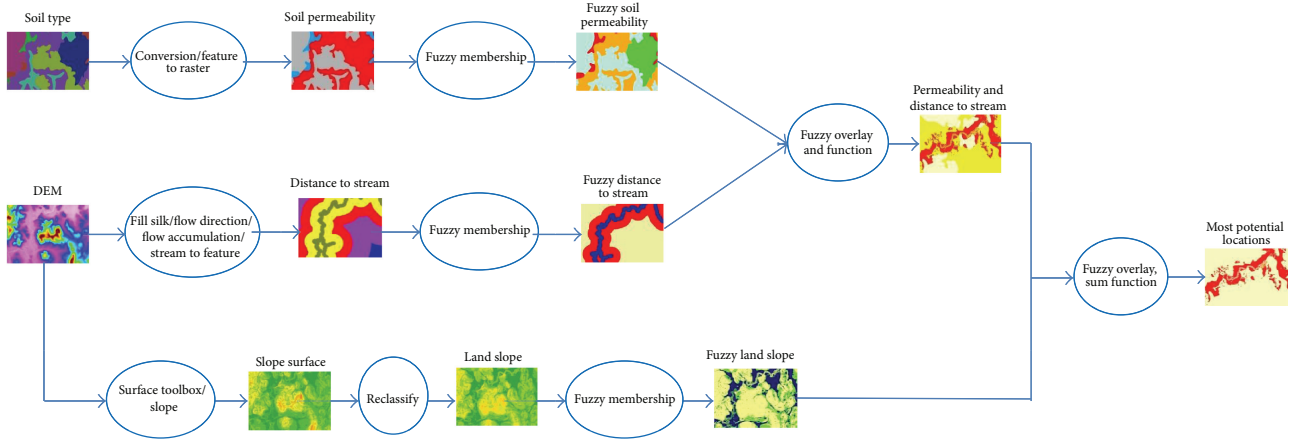 Soil type
Conversion/feature
to raster
Soil permeability
Fuzzy membership
Fuzzy soil
permeability
DEM
Fill silk/flow direction/
flow accumulation/
stream to feature
Distance to stream
Fuzzy membership
Fuzzy distance
to stream
Fuzzy overlay
and function
Permeability and
distance to stream
Surface toolbox/
slope
Slope surface
Reclassify
Land slope
Fuzzy membership
Fuzzy land slope
Fuzzy overlay,
sum function
Most potential
locations